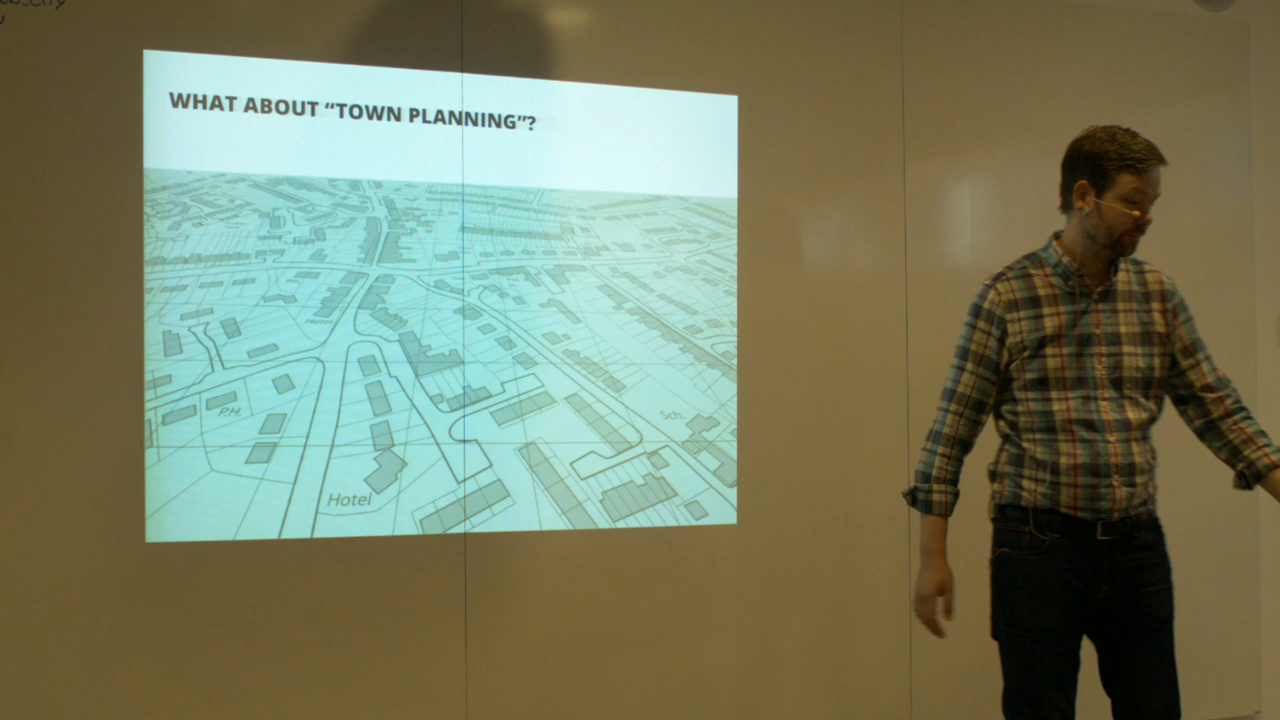 WHAT ABOUT “TOWN PLANNING”?
Hotel
P.H.
Sch.
Hotel